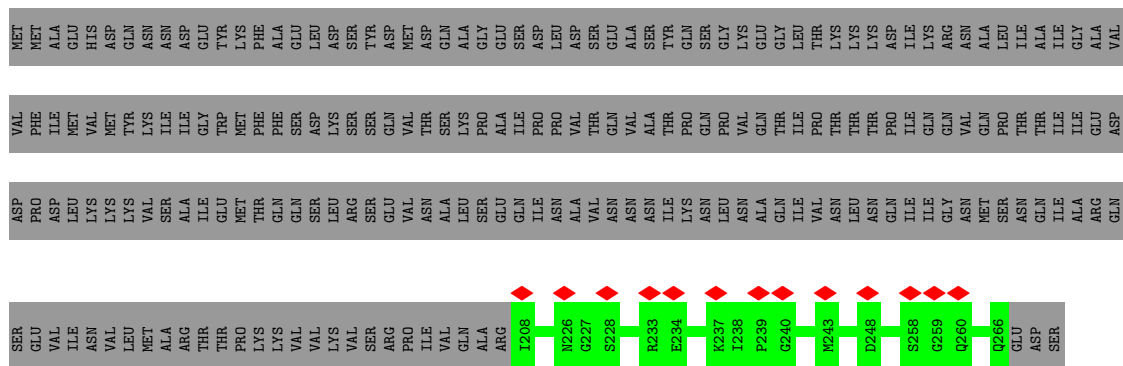 MET MET ALA GLU HIS ASP GLN ASN ASN ASP GLU TYR LYS PHE ALA GLU LEU ASP SER TYR ASP MET ASP GLN ALA GLY GLU SER ASP LEU ASP SER GLU ALA SER TYR GLN SER GLY LYS GLU GLY LEU THR LYS LYS LYS ASP ILE LYS ARG ASN ALA LEU ILE ALA ILE GLY ALA VAL
VAL PHE ILE MET VAL MET TYR LYS ILE ILE GLY TRP MET PHE PHE SER ASP LYS SER SER GLN VAL THR SER LYS PRO ALA ILE PRO PRO VAL THR GLN VAL ALA THR PRO GLN PRO VAL GLN THR ILE PRO THR THR THR PRO ILE GLN GLN VAL GLN PRO THR THR ILE ILE GLU ASP
ASP PRO ASP LEU LYS LYS LYS VAL SER ALA ILE GLU MET THR GLN GLN SER LEU ARG SER GLU VAL ASN ALA LEU SER GLU GLN ILE ASN ALA VAL ASN ASN ASN ILE LYS ASN LEU ASN ALA GLN ILE VAL ASN LEU ASN GLN ILE ILE GLY ASN MET SER ASN GLN ILE ALA ARG GLN
SER GLU VAL ILE ASN VAL LEU MET ALA ARG THR THR PRO LYS LYS VAL VAL LYS VAL SER ARG PRO ILE VAL GLN ALA ARG I208 N226 G227 S228 R233 E234 K237 I238 P239 G240 M243 D248 S258 G259 Q260 Q266 GLU ASP SER